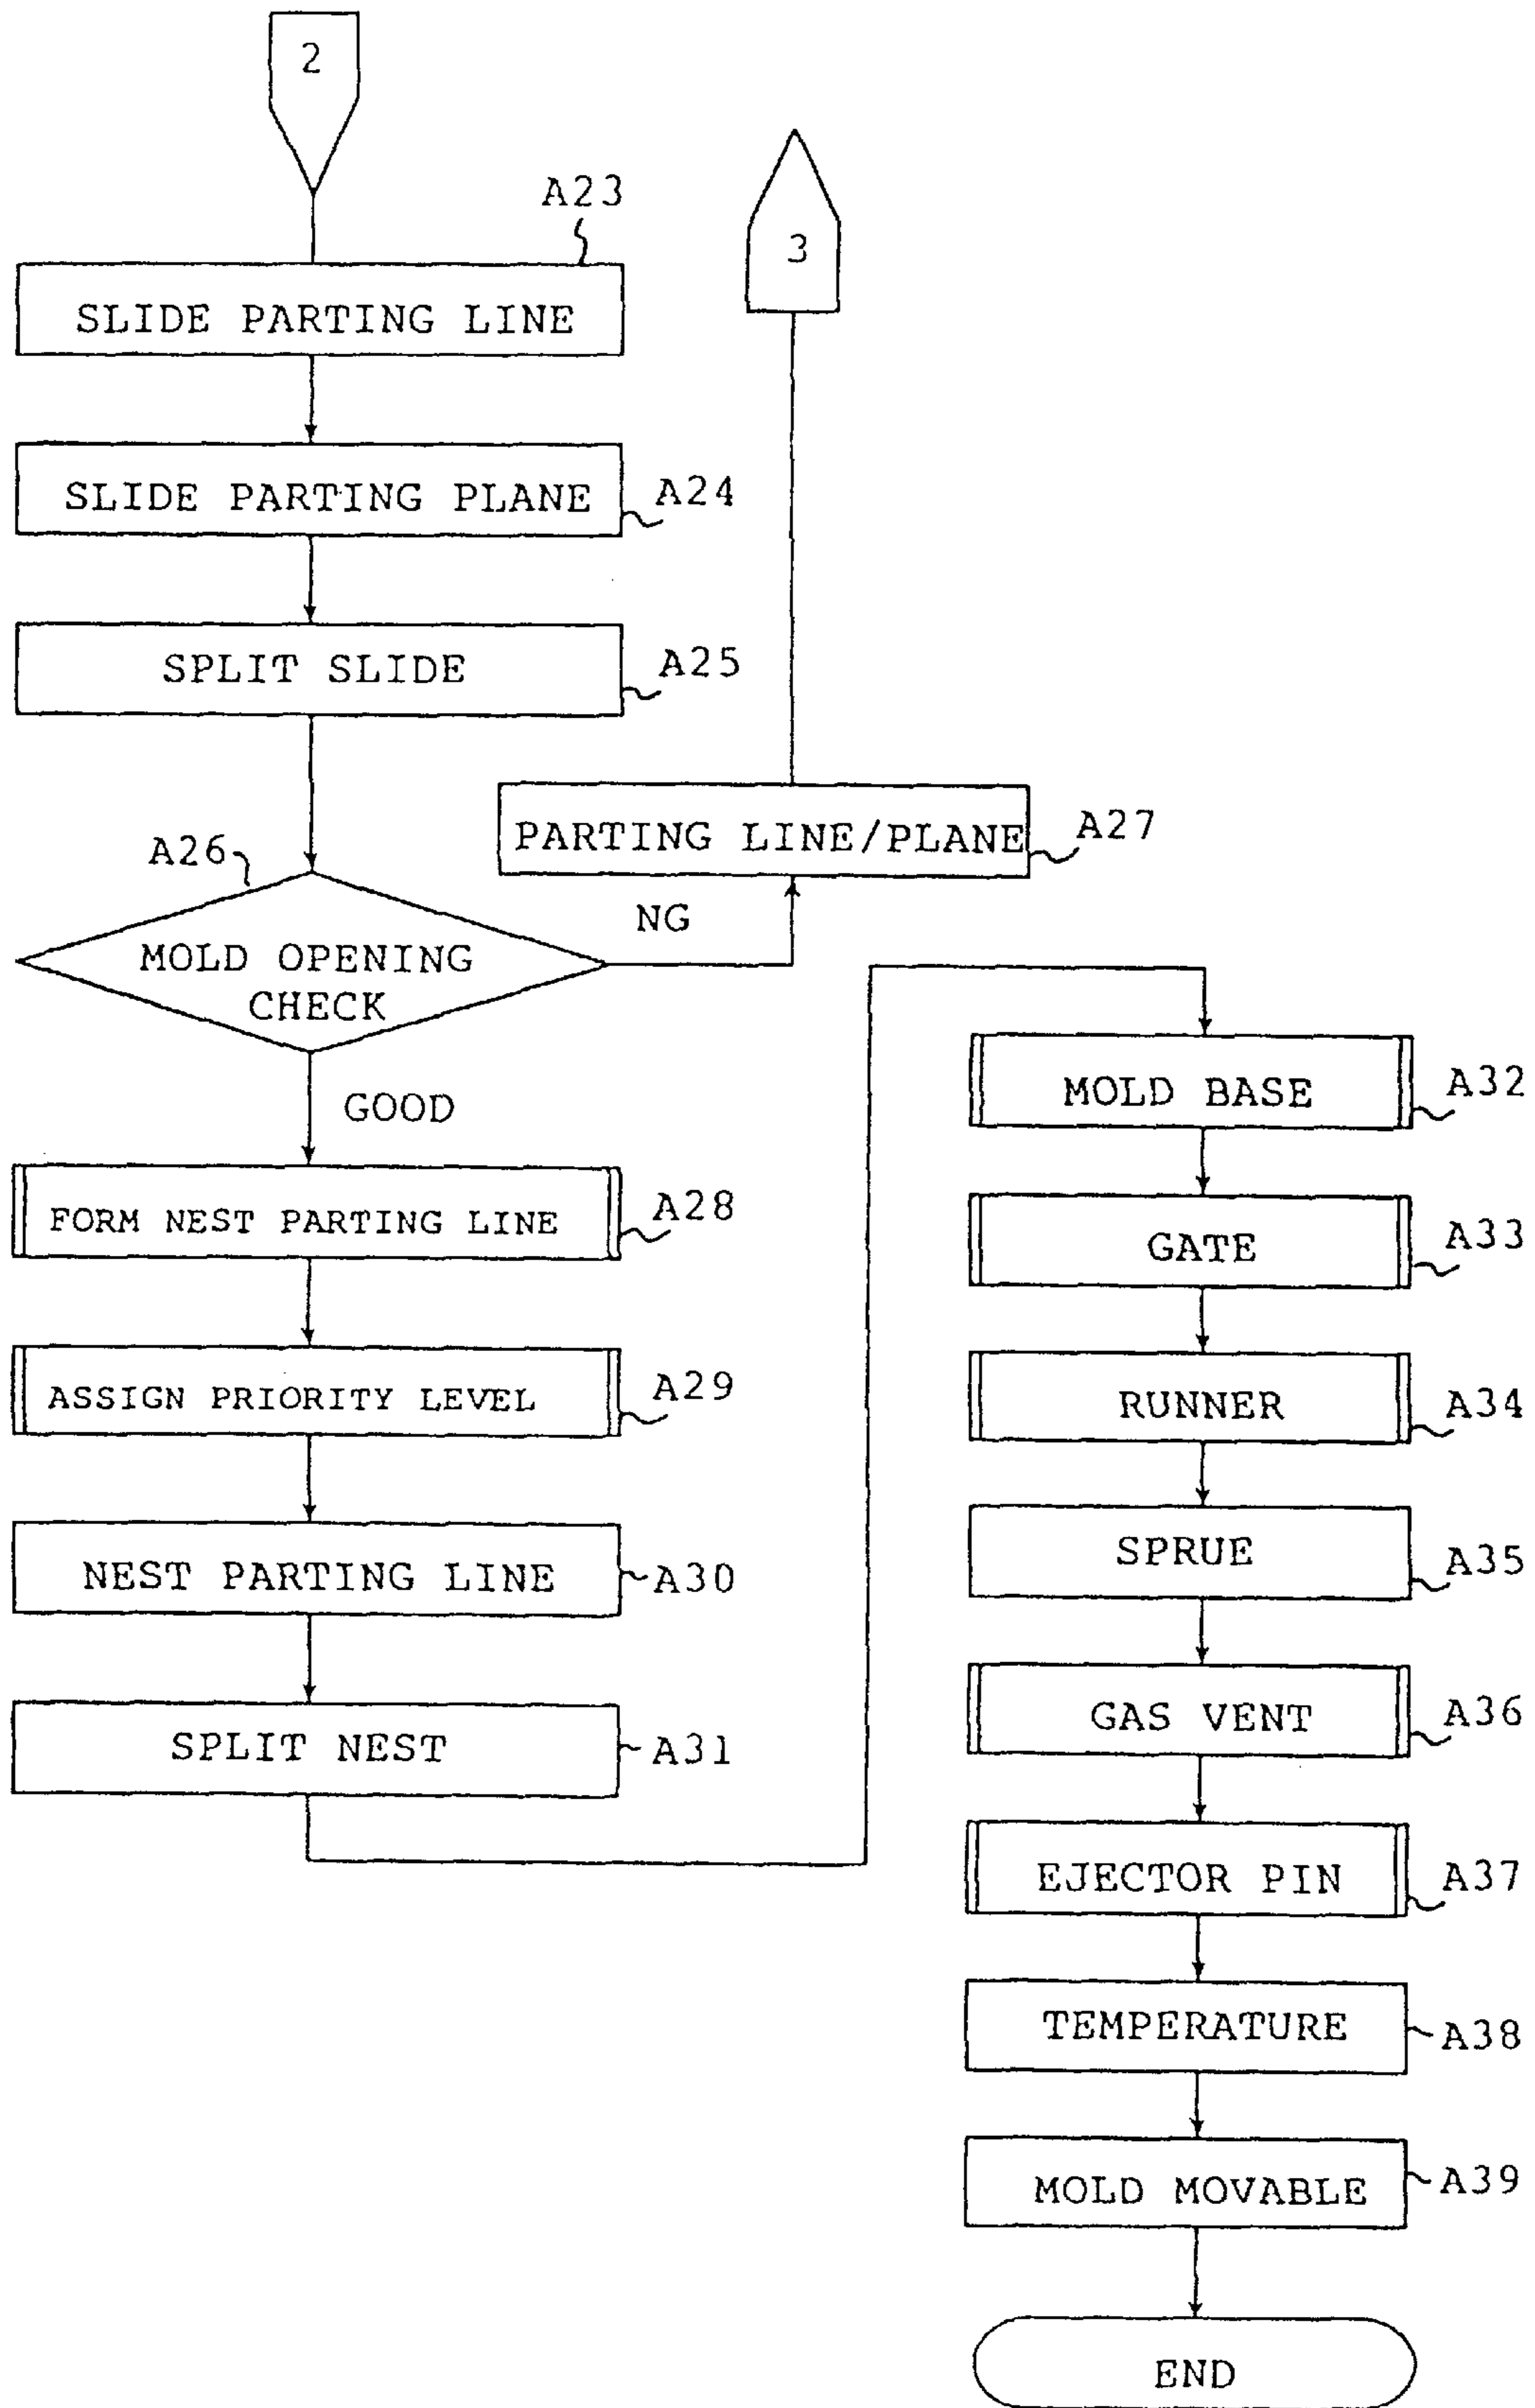 2
A23
SLIDE PARTING LINE
SLIDE PARTING PLANE
A24
SPLIT SLIDE
A25
A26
MOLD OPENING
CHECK
NG
PARTING LINE/PLANE
A27
3
GOOD
FORM NEST PARTING LINE
A28
ASSIGN PRIORITY LEVEL
A29
NEST PARTING LINE
A30
SPLIT NEST
A31
MOLD BASE
A32
GATE
A33
RUNNER
A34
SPRUE
A35
GAS VENT
A36
EJECTOR PIN
A37
TEMPERATURE
A38
MOLD MOVABLE
A39
END